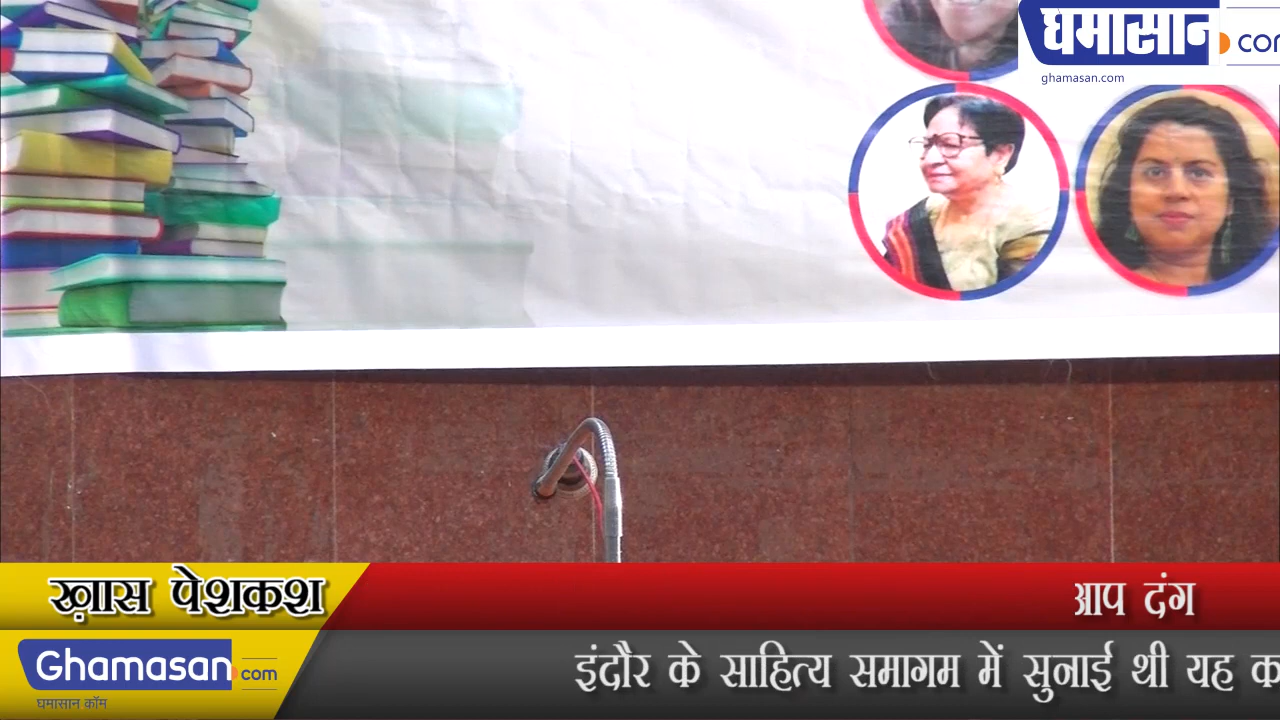 घमासान com
ghamasan.com
ख़ास पेशकश
आप दंग
Ghamasan com
घमासान कॉम
इंदौर के साहित्य समागम में सुनाई थी यह क